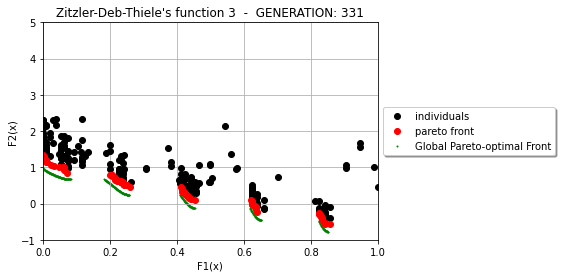 Zitzler-Deb-Thiele's function 3  -  GENERATION: 331
5
4
3
2
1
0
−1
F2(x)
0.0 0.2 0.4 0.6 0.8 1.0
F1(x)
individuals
pareto front
Global Pareto-optimal Front